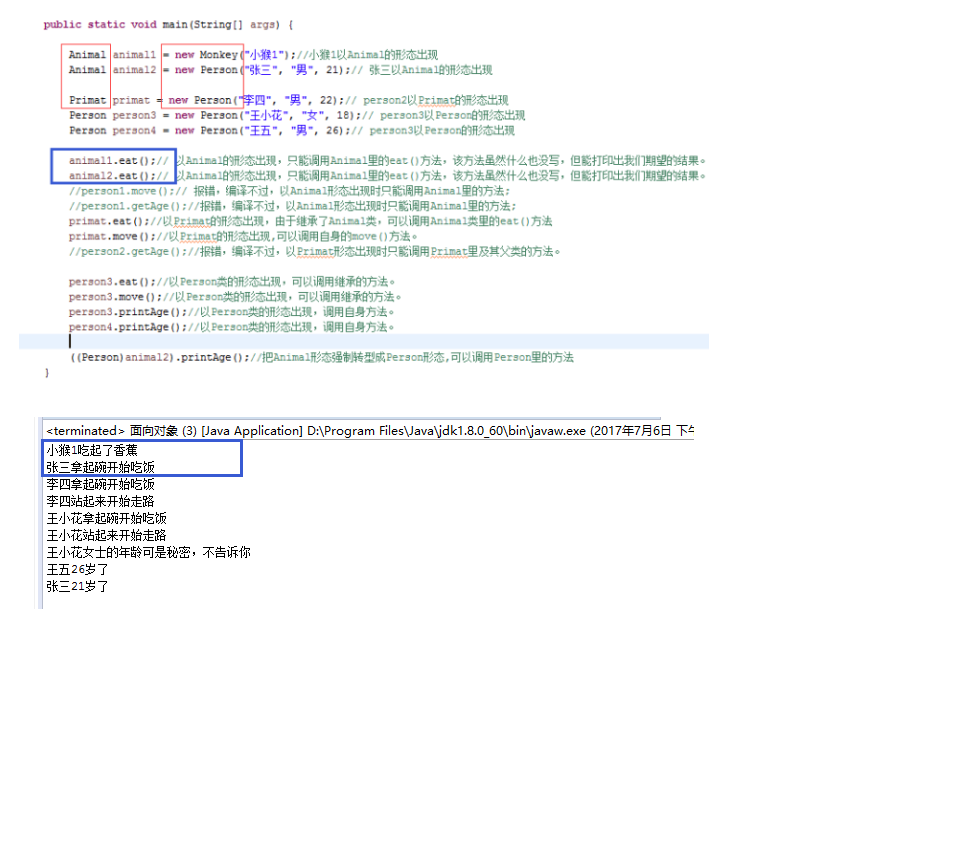 public static void main(String[] args) {
Animal animal1 = new Monkey("小猴1");//小猴1以Animal的形态出现
Animal animal2 = new Person("张三", "男", 21);// 张三以Animal的形态出现
Primat primat = new Person("李四", "男", 22);// person2以Primat的形态出现
Person person3 = new Person("王小花", "女", 18);// person3以Person的形态出现
Person person4 = new Person("王五", "男", 26);// person3以Person的形态出现
animal1.eat();// 以Animal的形态出现，只能调用Animal里的eat()方法，该方法虽然什么也没写，但能打印出我们期望的结果。
animal2.eat();// 以Animal的形态出现，只能调用Animal里的eat()方法，该方法虽然什么也没写，但能打印出我们期望的结果。
//person1.move();// 报错，编译不过，以Animal形态出现时只能调用Animal里的方法;
//person1.getAge();//报错，编译不过，以Animal形态出现时只能调用Animal里的方法;
primat.eat();//以Primat的形态出现，由于继承了Animal类，可以调用Animal类里的eat()方法
primat.move();//以Primat的形态出现,可以调用自身的move()方法。
//person2.getAge();//报错，编译不过，以Primat形态出现时只能调用Primat里及其父类的方法。
person3.eat();//以Person类的形态出现，可以调用继承的方法。
person3.move();//以Person类的形态出现，可以调用继承的方法。
person3.printAge();//以Person类的形态出现，调用自身方法。
person4.printAge();//以Person类的形态出现，调用自身方法。
((Person)animal2).printAge();//把Animal形态强制转型成Person形态,可以调用Person里的方法
}
<terminated> 面向对象 (3) [Java Application] D:\Program Files\Java\jdk1.8.0_60\bin\javaw.exe (2017年7月6日 下
小猴1吃起了香蕉
张三拿起碗开始吃饭
李四拿起碗开始吃饭
李四站起来开始走路
王小花拿起碗开始吃饭
王小花站起来开始走路
王小花女士的年龄可是秘密，不告诉你
王五26岁了
张三21岁了